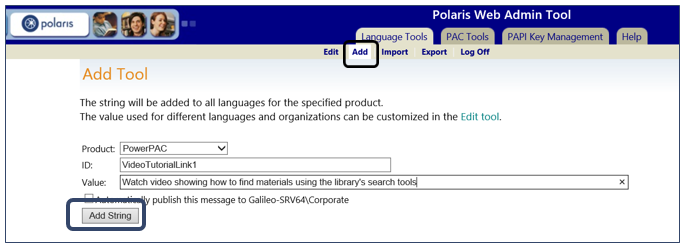 Polaris Web Admin Tool
polaris
Language Tools PAC Tools PAPI Key Management Help
Edit Add Import Export Log Off
Add Tool
The string will be added to all languages for the specified product.
The value used for different languages and organizations can be customized in the Edit tool.
Product: PowerPAC
ID: VideoTutorialLink1
Value: Watch video showing how to find materials using the library's search tools ×
Automatically publish this message to Galileo-SRV64\Corporate
Add String